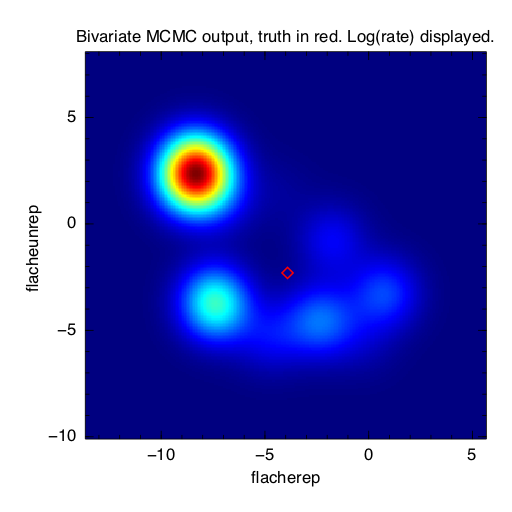 Bivariate MCMC output, truth in red. Log(rate) displayed.
5
0
−5
−10
flacheunrep
−10 −5 0 5
flacherep